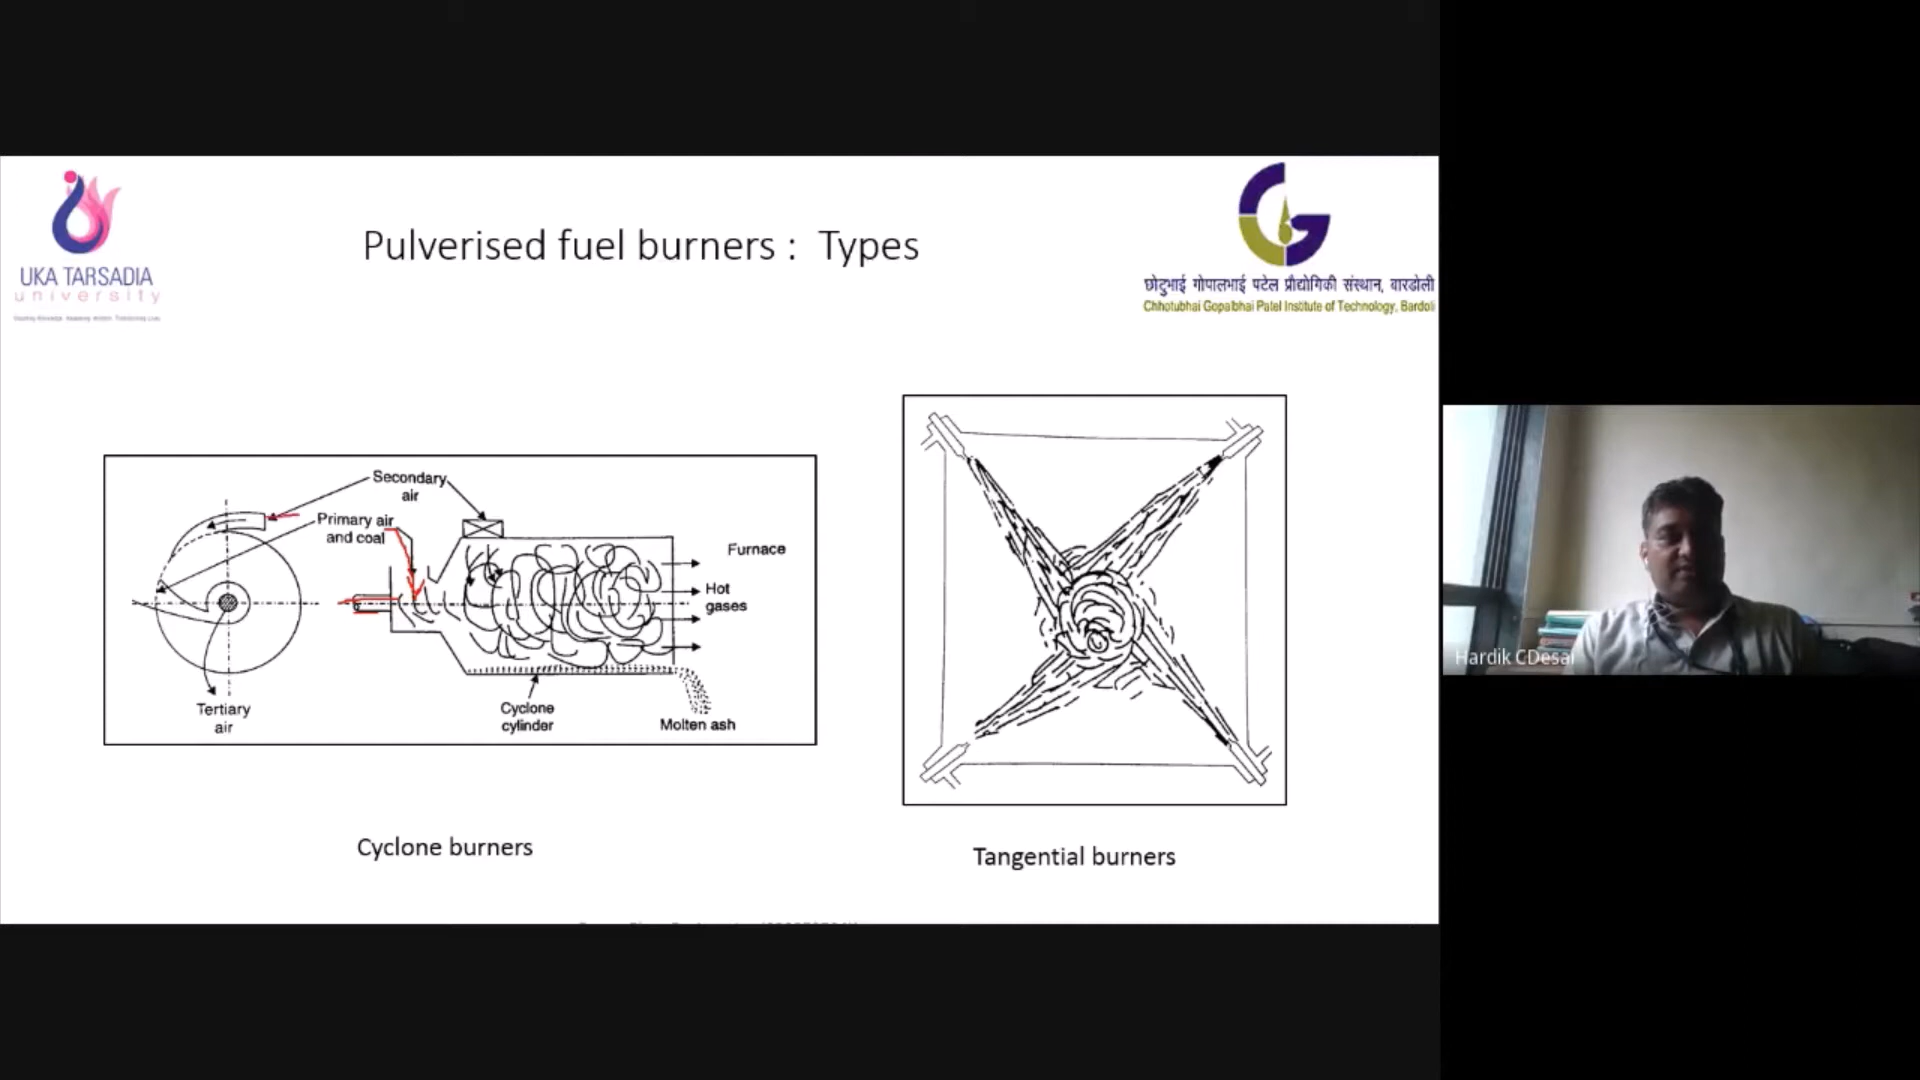 UKA TARSADIA
university
Pulverised fuel burners : Types
छोटुभाई गोपालभाई पटेल प्रौद्योगिकी संस्थान, बारडोली
Chhotubhai Gopalbhai Patel Institute of Technology, Bardoli
Secondary
air
Primary air
and coal
Furnace
Hot
gases
Tertiary
air
Cyclone
cylinder
Molten ash
Cyclone burners
Tangential burners
Hardik CDesai